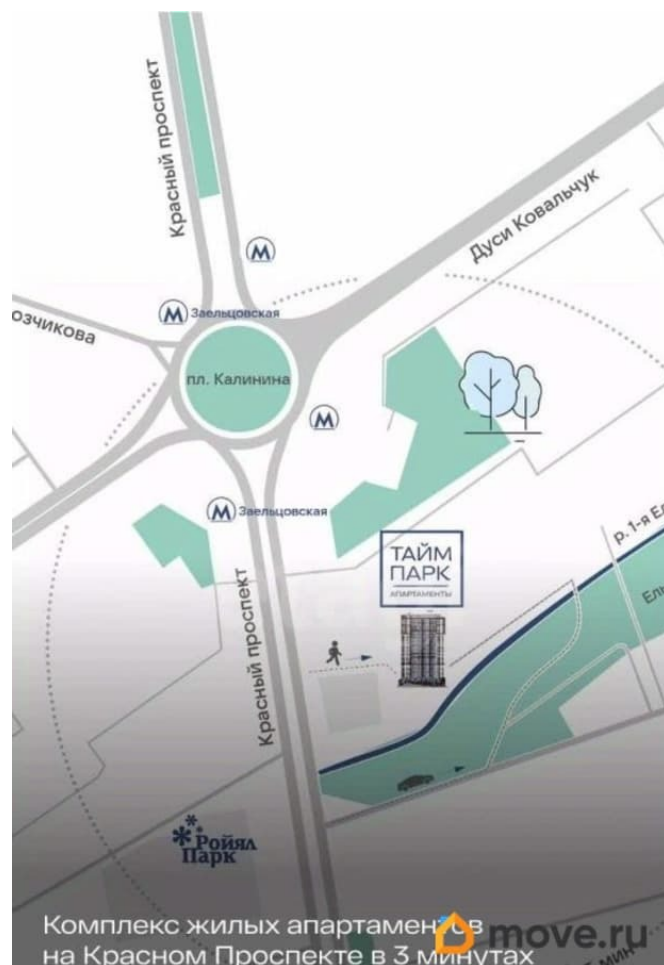 Красный проспект
Дуси Ковальчук
М
М Заельцовская
озчикова
пл. Калинина
М
М Заельцовская
р. 1-я Ел
ТАЙМ
ПАРК
АПАРТАМЕНТЫ
Ел
Красный проспект
Ройял
Парк
Комплекс жилых апартаментов
на Красном Проспекте в 3 минутах
move.ru